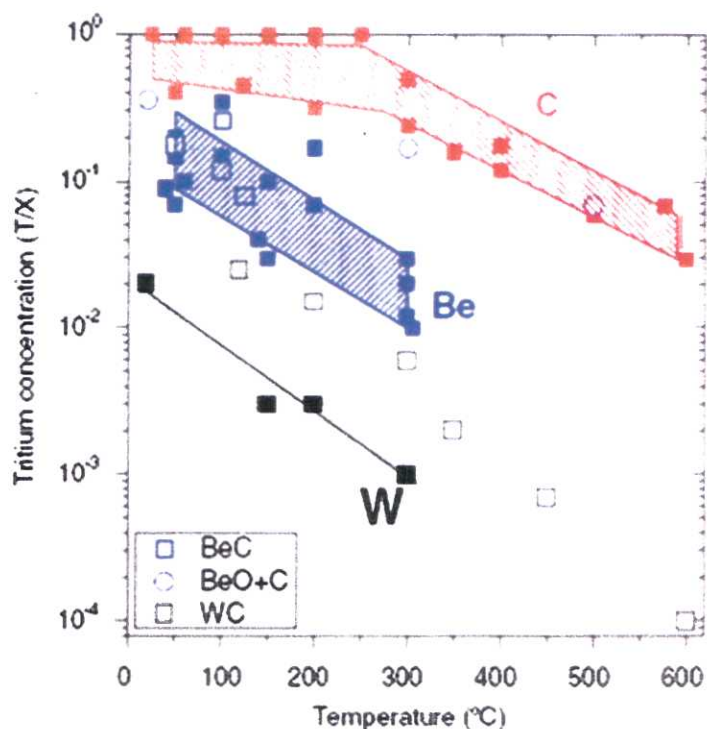 10⁰
10⁻¹
10⁻²
10⁻³
10⁻⁴
Tritium concentration (T/X)
C
Be
W
BeC
BeO+C
WC
0 100 200 300 400 500 600
Temperature (ºC)